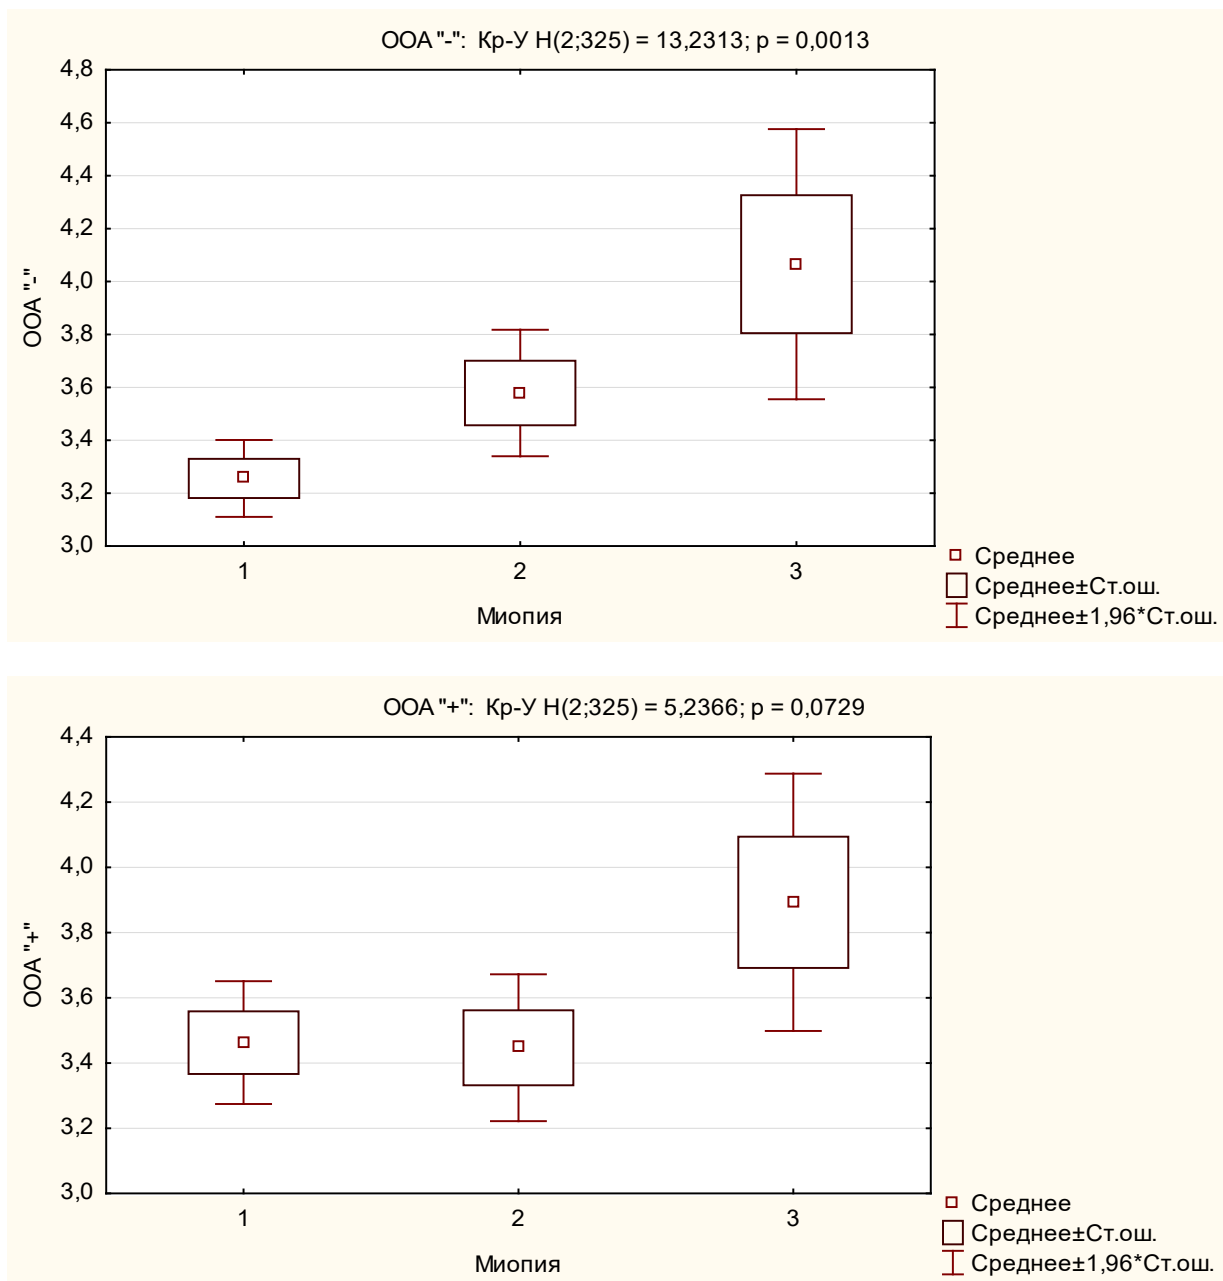 ООА "-": Кр-У Н(2;325) = 13,2313; p = 0,0013
4,8
4,6
4,4
4,2
4,0
3,8
3,6
3,4
3,2
3,0
ООА "-"
1 2 3
Миопия
Среднее
Среднее±Ст.ош.
Среднее±1,96*Ст.ош.
ООА "+": Кр-У Н(2;325) = 5,2366; p = 0,0729
4,4
4,2
4,0
3,8
3,6
3,4
3,2
3,0
ООА "+"
1 2 3
Миопия
Среднее
Среднее±Ст.ош.
Среднее±1,96*Ст.ош.